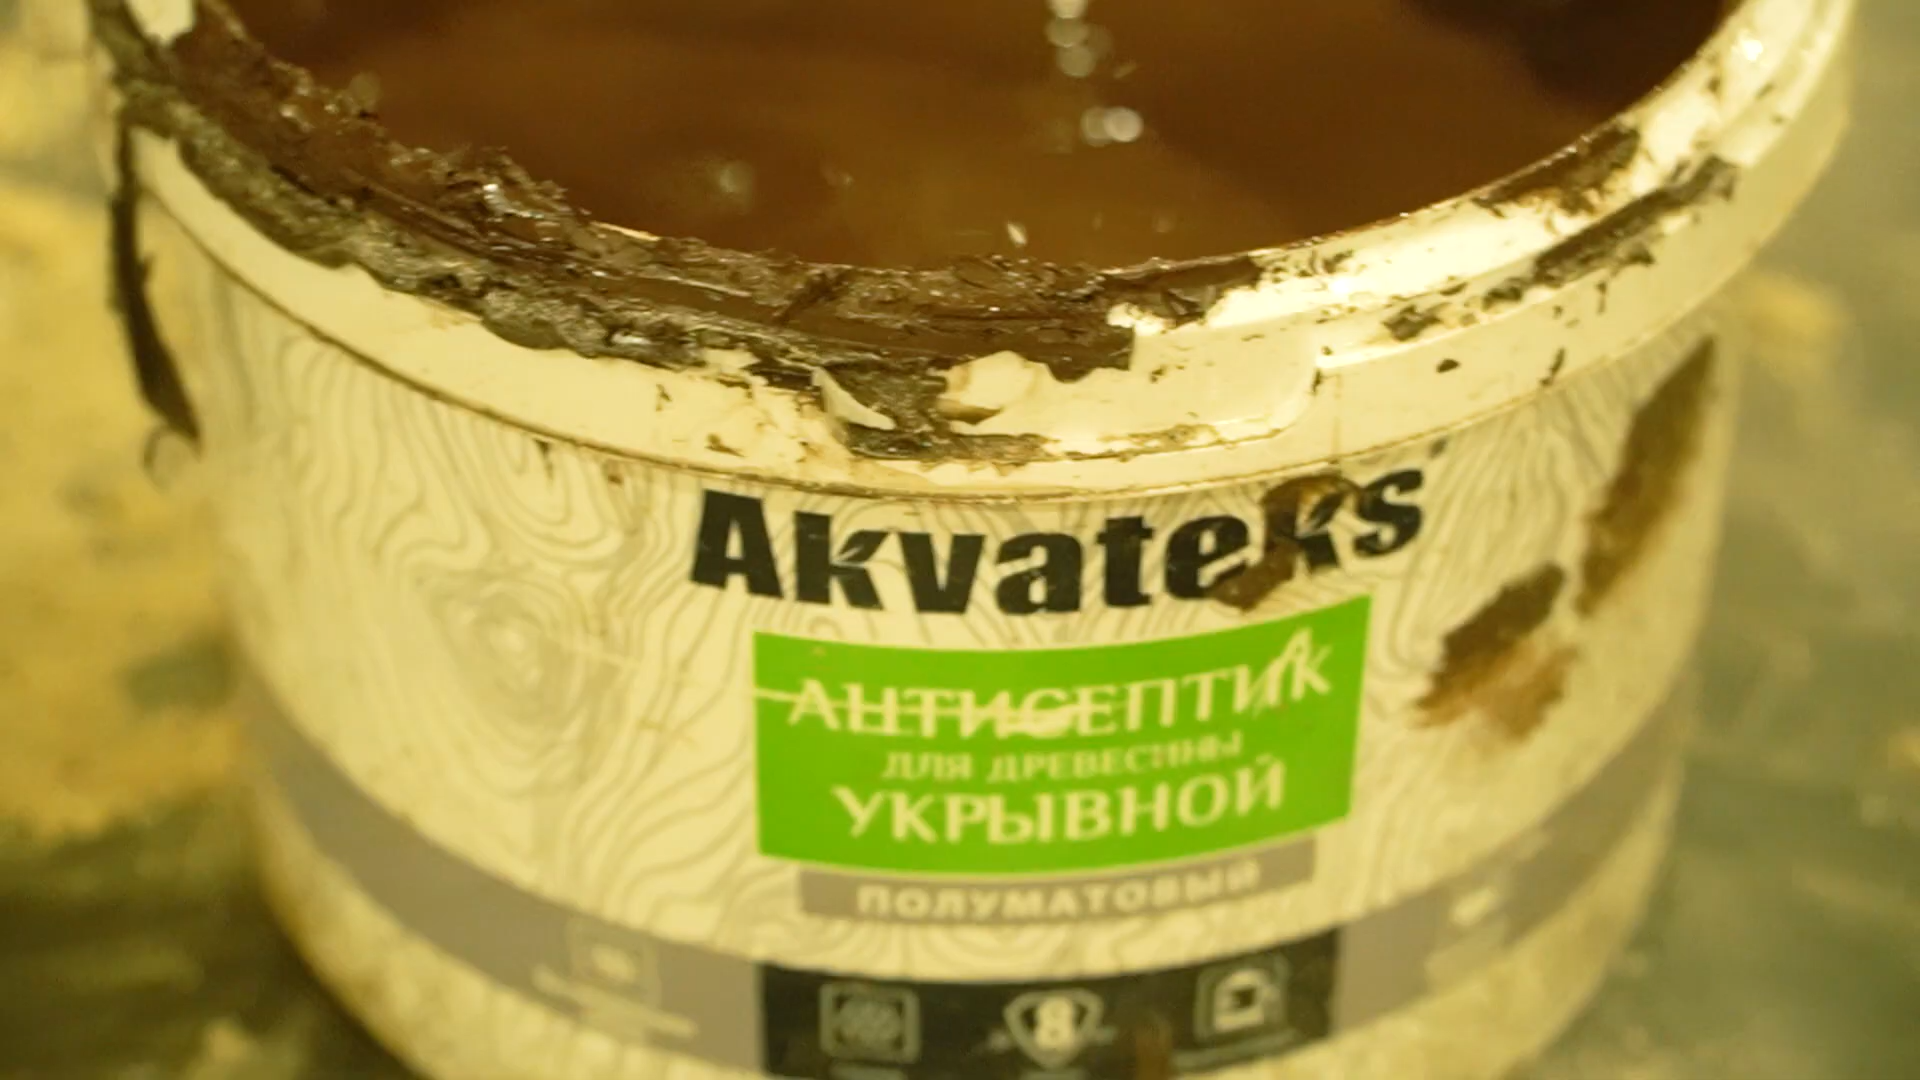 Akvateks
АНТИСЕПТИК
ДЛЯ ДРЕВЕСИНЫ
УКРЫВНОЙ
ПОЛУМАТОВЫЙ
8